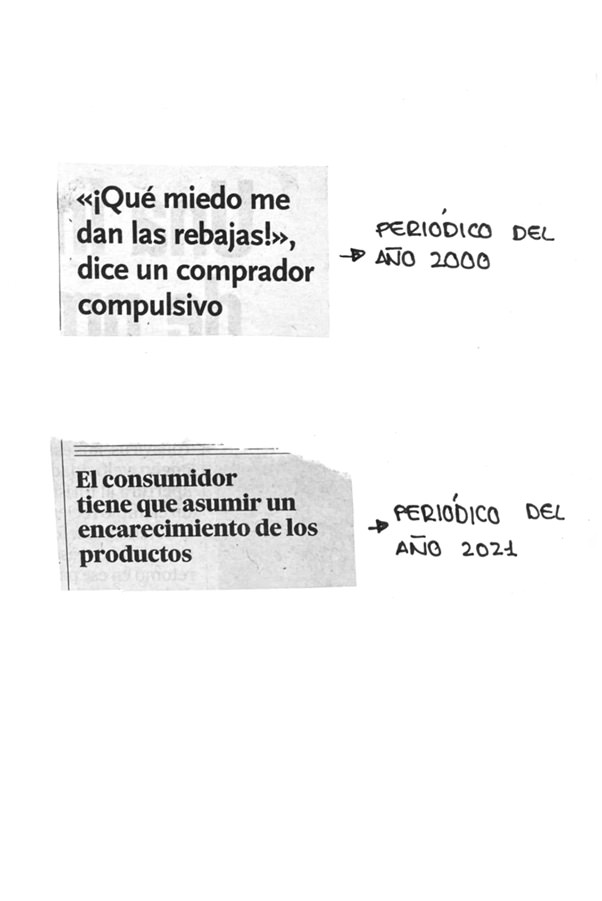 «¡Qué miedo me
dan las rebajas!»,
dice un comprador
compulsivo
PERIÓDICO DEL
AÑO 2000
El consumidor
tiene que asumir un
encarecimiento de los
productos
PERIÓDICO DEL
AÑO 2021